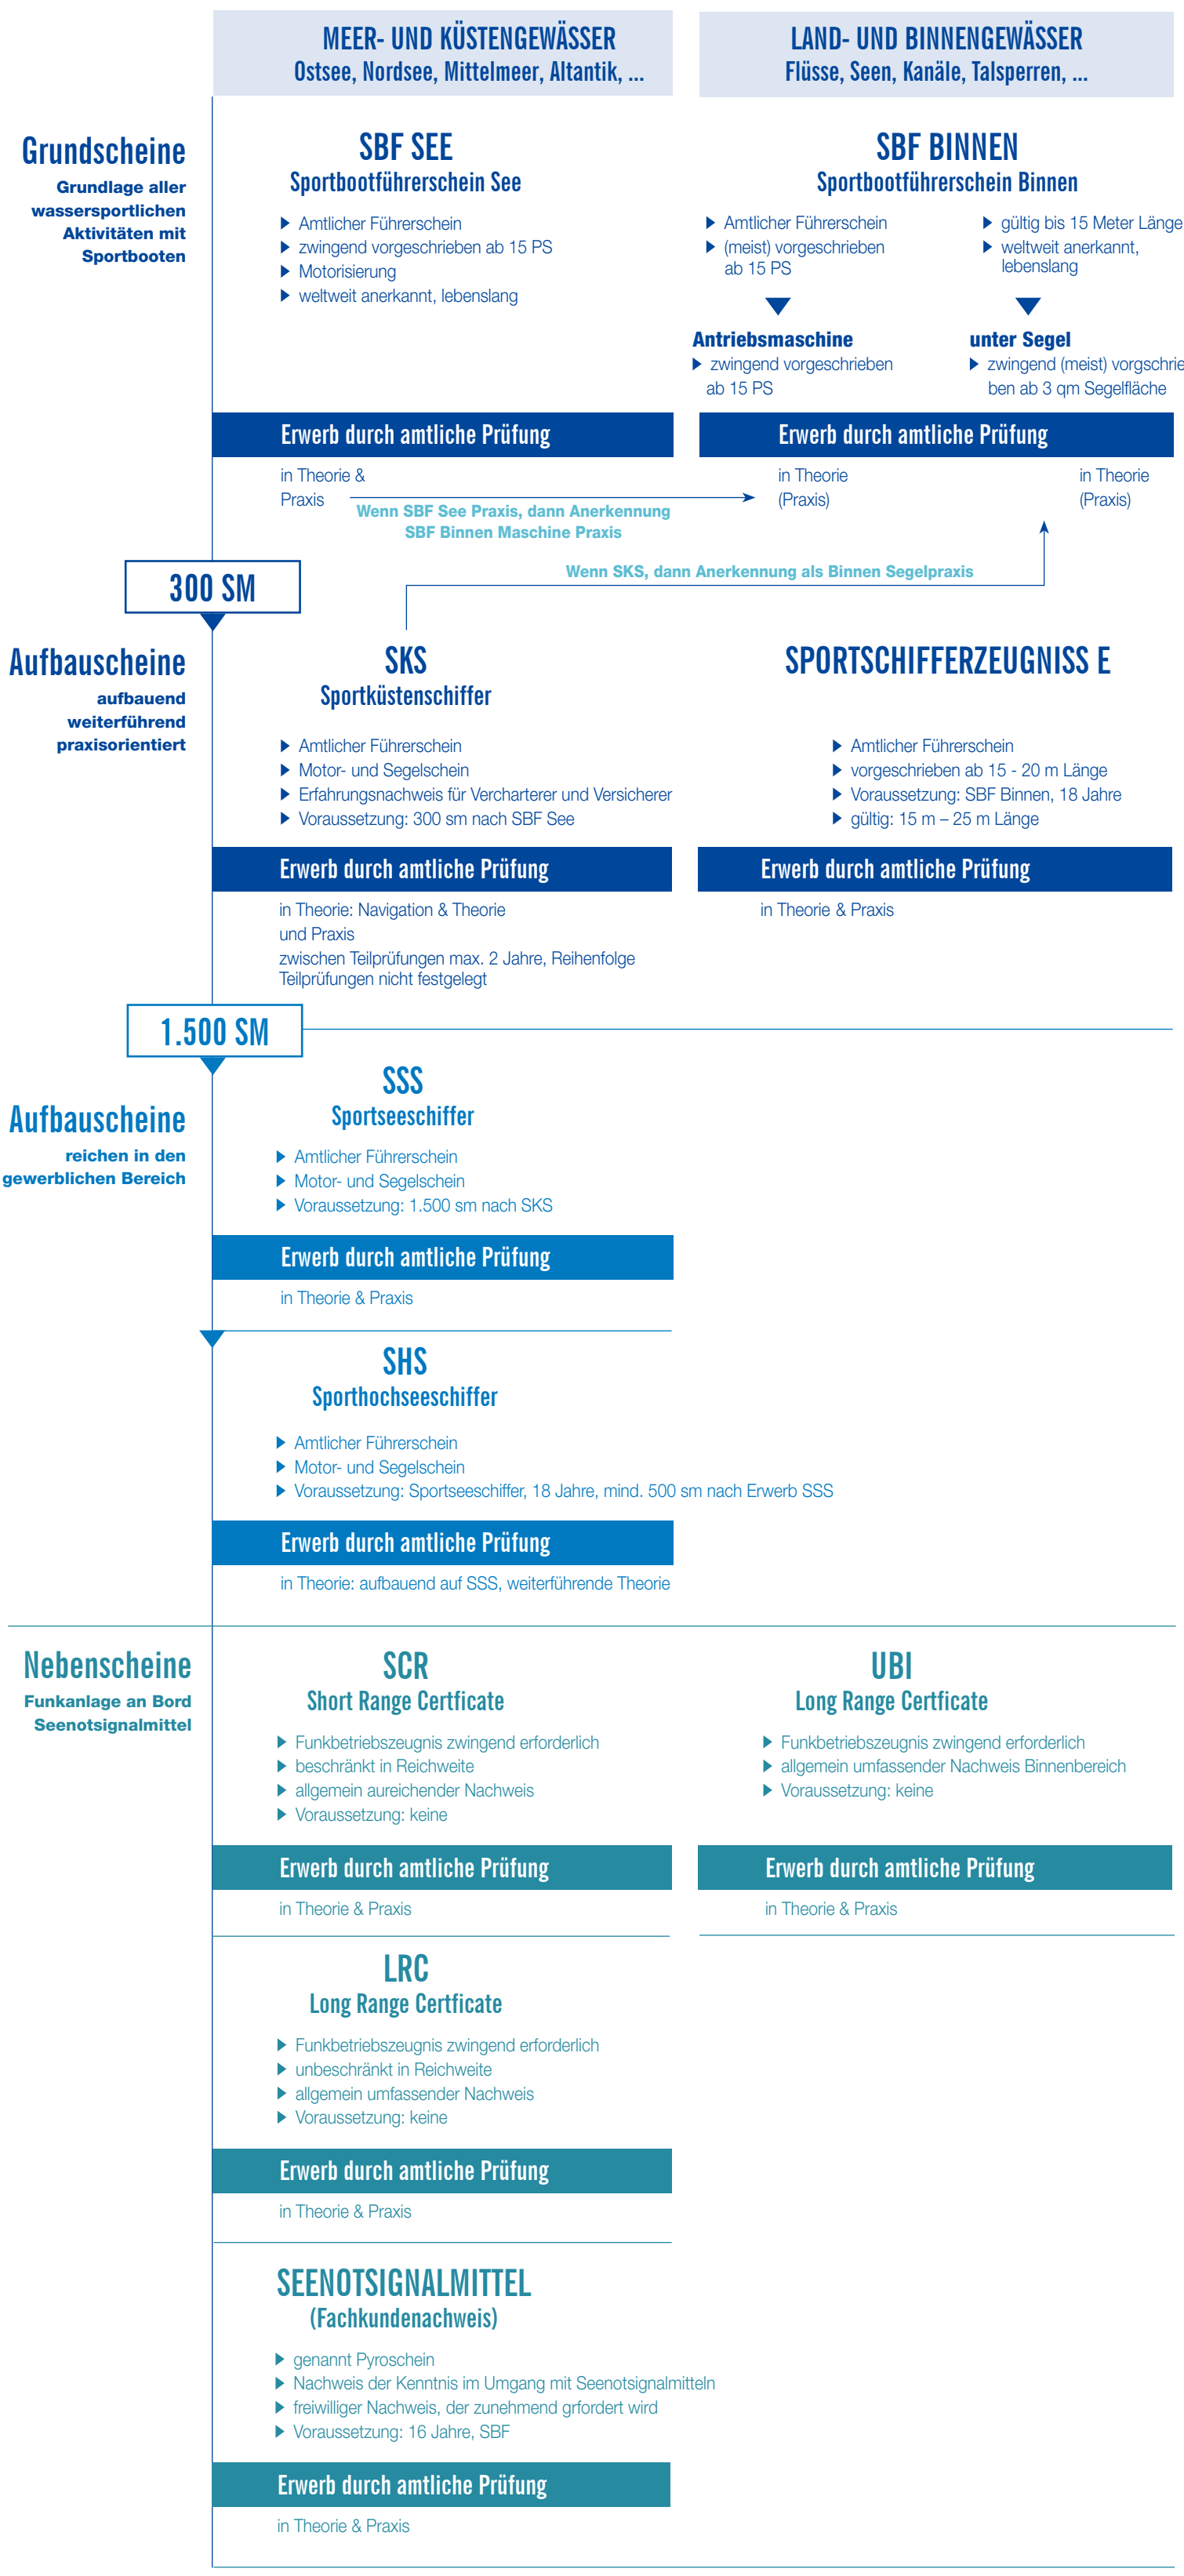 MEER- UND KÜSTENGEWÄSSER
Ostsee, Nordsee, Mittelmeer, Altantik, ...
LAND- UND BINNENGEWÄSSER
Flüsse, Seen, Kanäle, Talsperren, ...
Grundscheine
Grundlage aller
wassersportlichen
Aktivitäten mit
Sportbooten
SBF SEE
Sportbootführerschein See
Amtlicher Führerschein
zwingend vorgeschrieben ab 15 PS
Motorisierung
weltweit anerkannt, lebenslang
SBF BINNEN
Sportbootführerschein Binnen
Amtlicher Führerschein
(meist) vorgeschrieben
ab 15 PS
gültig bis 15 Meter Länge
weltweit anerkannt,
lebenslang
Antriebsmaschine
zwingend vorgeschrieben
ab 15 PS
unter Segel
zwingend (meist) vorgschrie
ben ab 3 qm Segelfläche
Erwerb durch amtliche Prüfung
in Theorie &
Praxis
Erwerb durch amtliche Prüfung
in Theorie
(Praxis)
in Theorie
(Praxis)
Wenn SBF See Praxis, dann Anerkennung
SBF Binnen Maschine Praxis
Wenn SKS, dann Anerkennung als Binnen Segelpraxis
300 SM
Aufbauscheine
aufbauend
weiterführend
praxisorientiert
SKS
Sportküstenschiffer
Amtlicher Führerschein
Motor- und Segelschein
Erfahrungsnachweis für Vercharterer und Versicherer
Voraussetzung: 300 sm nach SBF See
Erwerb durch amtliche Prüfung
in Theorie: Navigation & Theorie
und Praxis
zwischen Teilprüfungen max. 2 Jahre, Reihenfolge
Teilprüfungen nicht festgelegt
SPORTSCHIFFERZEUGNISS E
Amtlicher Führerschein
vorgeschrieben ab 15 - 20 m Länge
Voraussetzung: SBF Binnen, 18 Jahre
gültig: 15 m – 25 m Länge
Erwerb durch amtliche Prüfung
in Theorie & Praxis
1.500 SM
Aufbauscheine
reichen in den
gewerblichen Bereich
SSS
Sportseeschiffer
Amtlicher Führerschein
Motor- und Segelschein
Voraussetzung: 1.500 sm nach SKS
Erwerb durch amtliche Prüfung
in Theorie & Praxis
SHS
Sporthochseeschiffer
Amtlicher Führerschein
Motor- und Segelschein
Voraussetzung: Sportseeschiffer, 18 Jahre, mind. 500 sm nach Erwerb SSS
Erwerb durch amtliche Prüfung
in Theorie: aufbauend auf SSS, weiterführende Theorie
Nebenscheine
Funkanlage an Bord
Seenotsignalmittel
SCR
Short Range Certficate
Funkbetriebszeugnis zwingend erforderlich
beschränkt in Reichweite
allgemein aureichender Nachweis
Voraussetzung: keine
Erwerb durch amtliche Prüfung
in Theorie & Praxis
UBI
Long Range Certficate
Funkbetriebszeugnis zwingend erforderlich
allgemein umfassender Nachweis Binnenbereich
Voraussetzung: keine
Erwerb durch amtliche Prüfung
in Theorie & Praxis
LRC
Long Range Certficate
Funkbetriebszeugnis zwingend erforderlich
unbeschränkt in Reichweite
allgemein umfassender Nachweis
Voraussetzung: keine
Erwerb durch amtliche Prüfung
in Theorie & Praxis
SEENOTSIGNALMITTEL
(Fachkundenachweis)
genannt Pyroschein
Nachweis der Kenntnis im Umgang mit Seenotsignalmitteln
freiwilliger Nachweis, der zunehmend grfordert wird
Voraussetzung: 16 Jahre, SBF
Erwerb durch amtliche Prüfung
in Theorie & Praxis